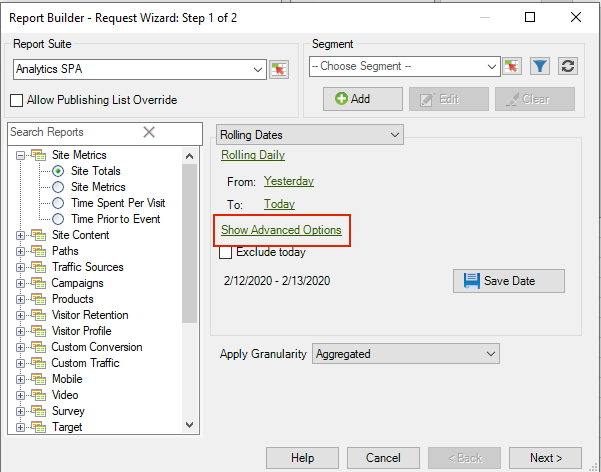 Report Builder - Request Wizard: Step 1 of 2
Report Suite
Analytics SPA
Allow Publishing List Override
Segment
-- Choose Segment --
Add
Edit
Clear
Search Reports
Site Metrics
Site Totals
Site Metrics
Time Spent Per Visit
Time Prior to Event
Site Content
Paths
Traffic Sources
Campaigns
Products
Visitor Retention
Visitor Profile
Custom Conversion
Custom Traffic
Mobile
Video
Survey
Target
Rolling Dates
Rolling Daily
From: Yesterday
To: Today
Show Advanced Options
Exclude today
2/12/2020 - 2/13/2020
Save Date
Apply Granularity Aggregated
Help
Cancel
< Back
Next >